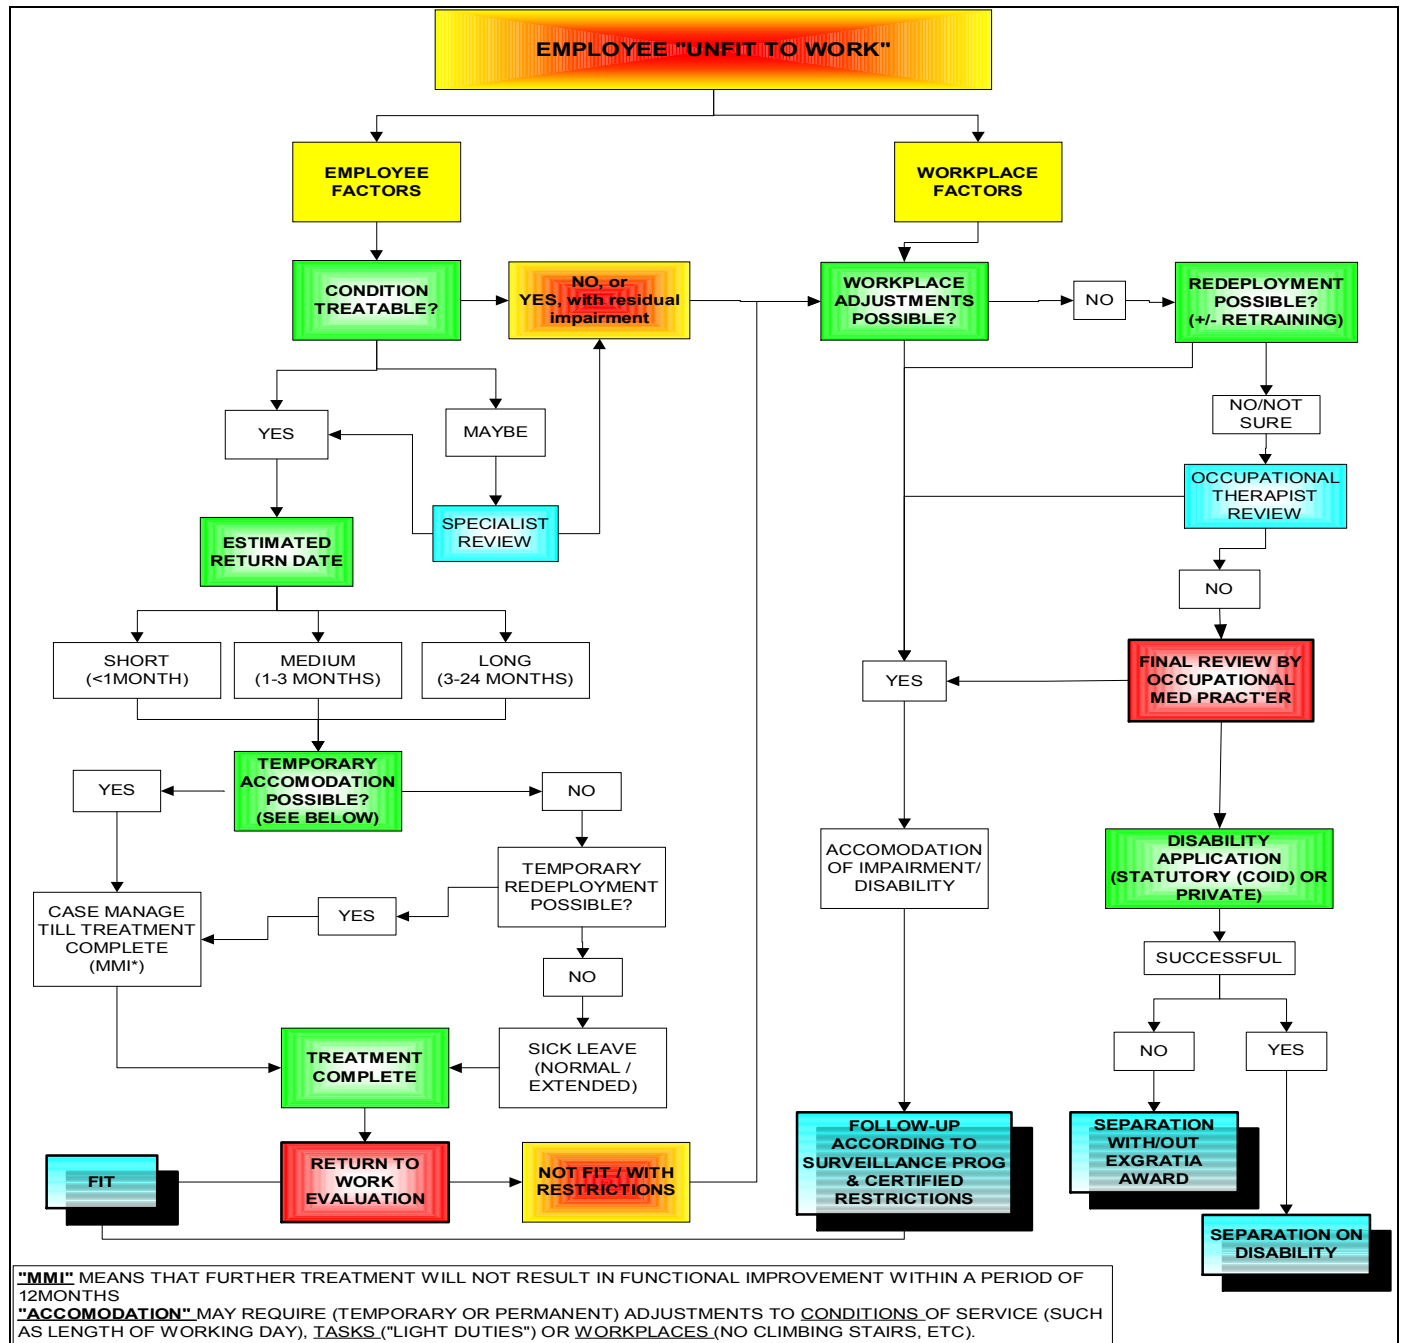 EMPLOYEE "UNFIT TO WORK"
EMPLOYEE
FACTORS
WORKPLACE
FACTORS
CONDITION
TREATABLE?
NO, or
YES, with residual
impairment
WORKPLACE
ADJUSTMENTS
POSSIBLE?
NO
REDEPLOYMENT
POSSIBLE?
(+/- RETRAINING)
YES
MAYBE
NO/NOT
SURE
SPECIALIST
REVIEW
OCCUPATIONAL
THERAPIST
REVIEW
ESTIMATED
RETURN DATE
NO
SHORT
(<1MONTH)
MEDIUM
(1-3 MONTHS)
LONG
(3-24 MONTHS)
YES
FINAL REVIEW BY
OCCUPATIONAL
MED PRACT'ER
YES
TEMPORARY
ACCOMODATION
POSSIBLE?
(SEE BELOW)
NO
TEMPORARY
REDEPLOYMENT
POSSIBLE?
ACCOMODATION
OF IMPAIRMENT/
DISABILITY
DISABILITY
APPLICATION
(STATUTORY (COID) OR
PRIVATE)
CASE MANAGE
TILL TREATMENT
COMPLETE
(MMI*)
YES
NO
SUCCESSFUL
TREATMENT
COMPLETE
SICK LEAVE
(NORMAL /
EXTENDED)
NO
YES
FIT
RETURN TO
WORK
EVALUATION
NOT FIT / WITH
RESTRICTIONS
FOLLOW-UP
ACCORDING TO
SURVEILLANCE PROG
& CERTIFIED
RESTRICTIONS
SEPARATION
WITH/OUT
EXGRATIA
AWARD
SEPARATION ON
DISABILITY
"MMI" MEANS THAT FURTHER TREATMENT WILL NOT RESULT IN FUNCTIONAL IMPROVEMENT WITHIN A PERIOD OF
12MONTHS
"ACCOMODATION" MAY REQUIRE (TEMPORARY OR PERMANENT) ADJUSTMENTS TO CONDITIONS OF SERVICE (SUCH
AS LENGTH OF WORKING DAY), TASKS ("LIGHT DUTIES") OR WORKPLACES (NO CLIMBING STAIRS, ETC).